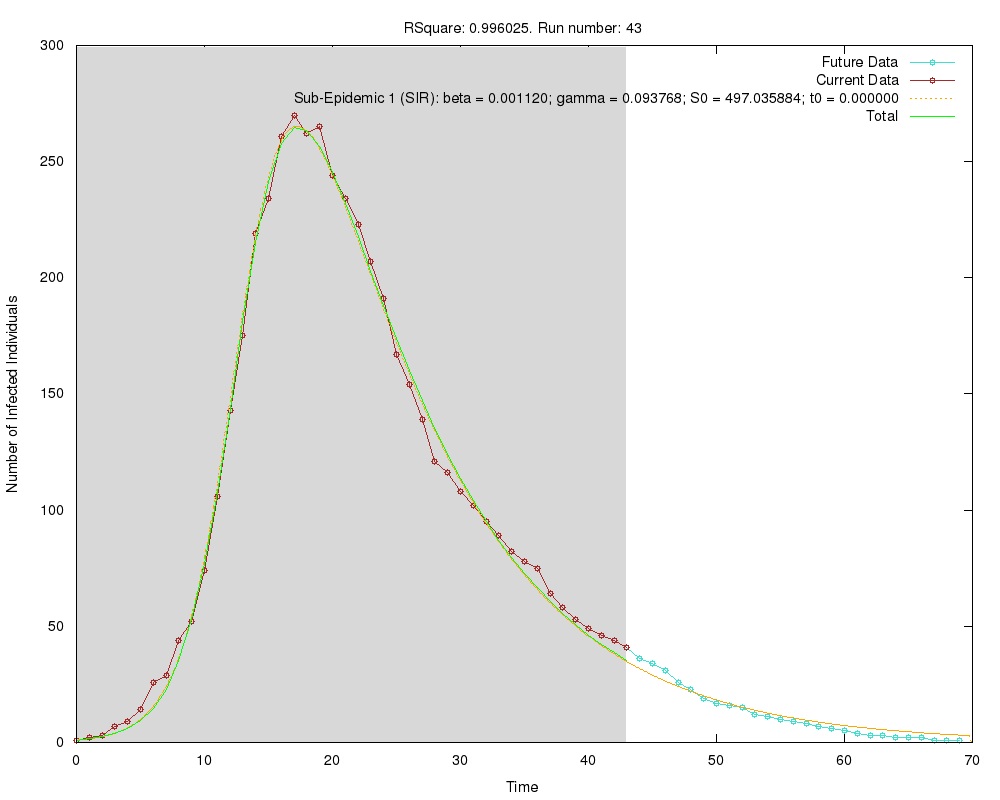 RSquare: 0.996025. Run number: 43
Future Data
Current Data
Sub-Epidemic 1 (SIR): beta = 0.001120; gamma = 0.093768; S0 = 497.035884; t0 = 0.000000
Total
300
250
200
150
100
50
0
Number of Infected Individuals
0 10 20 30 40 50 60 70
Time